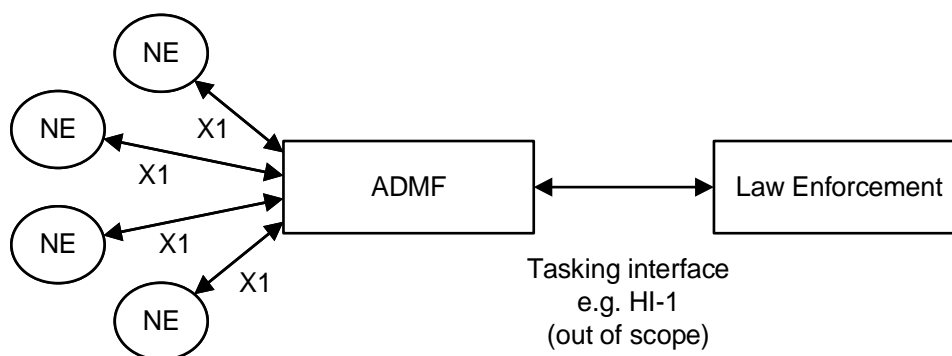 NE
X1
NE
X1
NE
X1
NE
X1
ADMF
Law Enforcement
Tasking interface
e.g. HI-1
(out of scope)